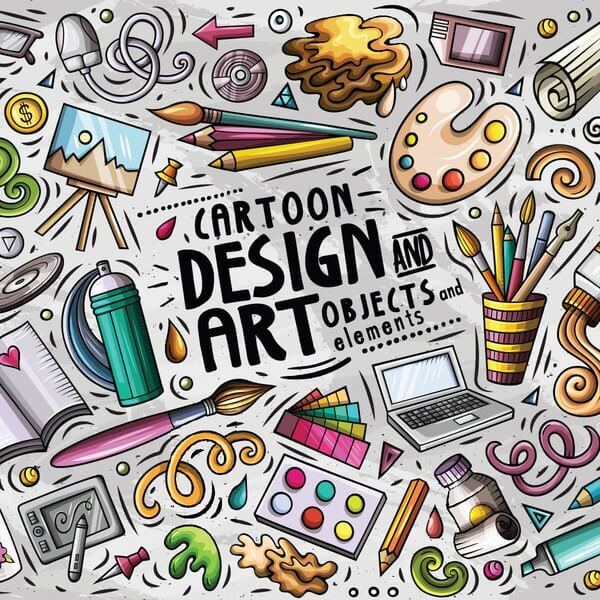 CARTOON
DESIGN AND
ART OBJECTS and
elements
$